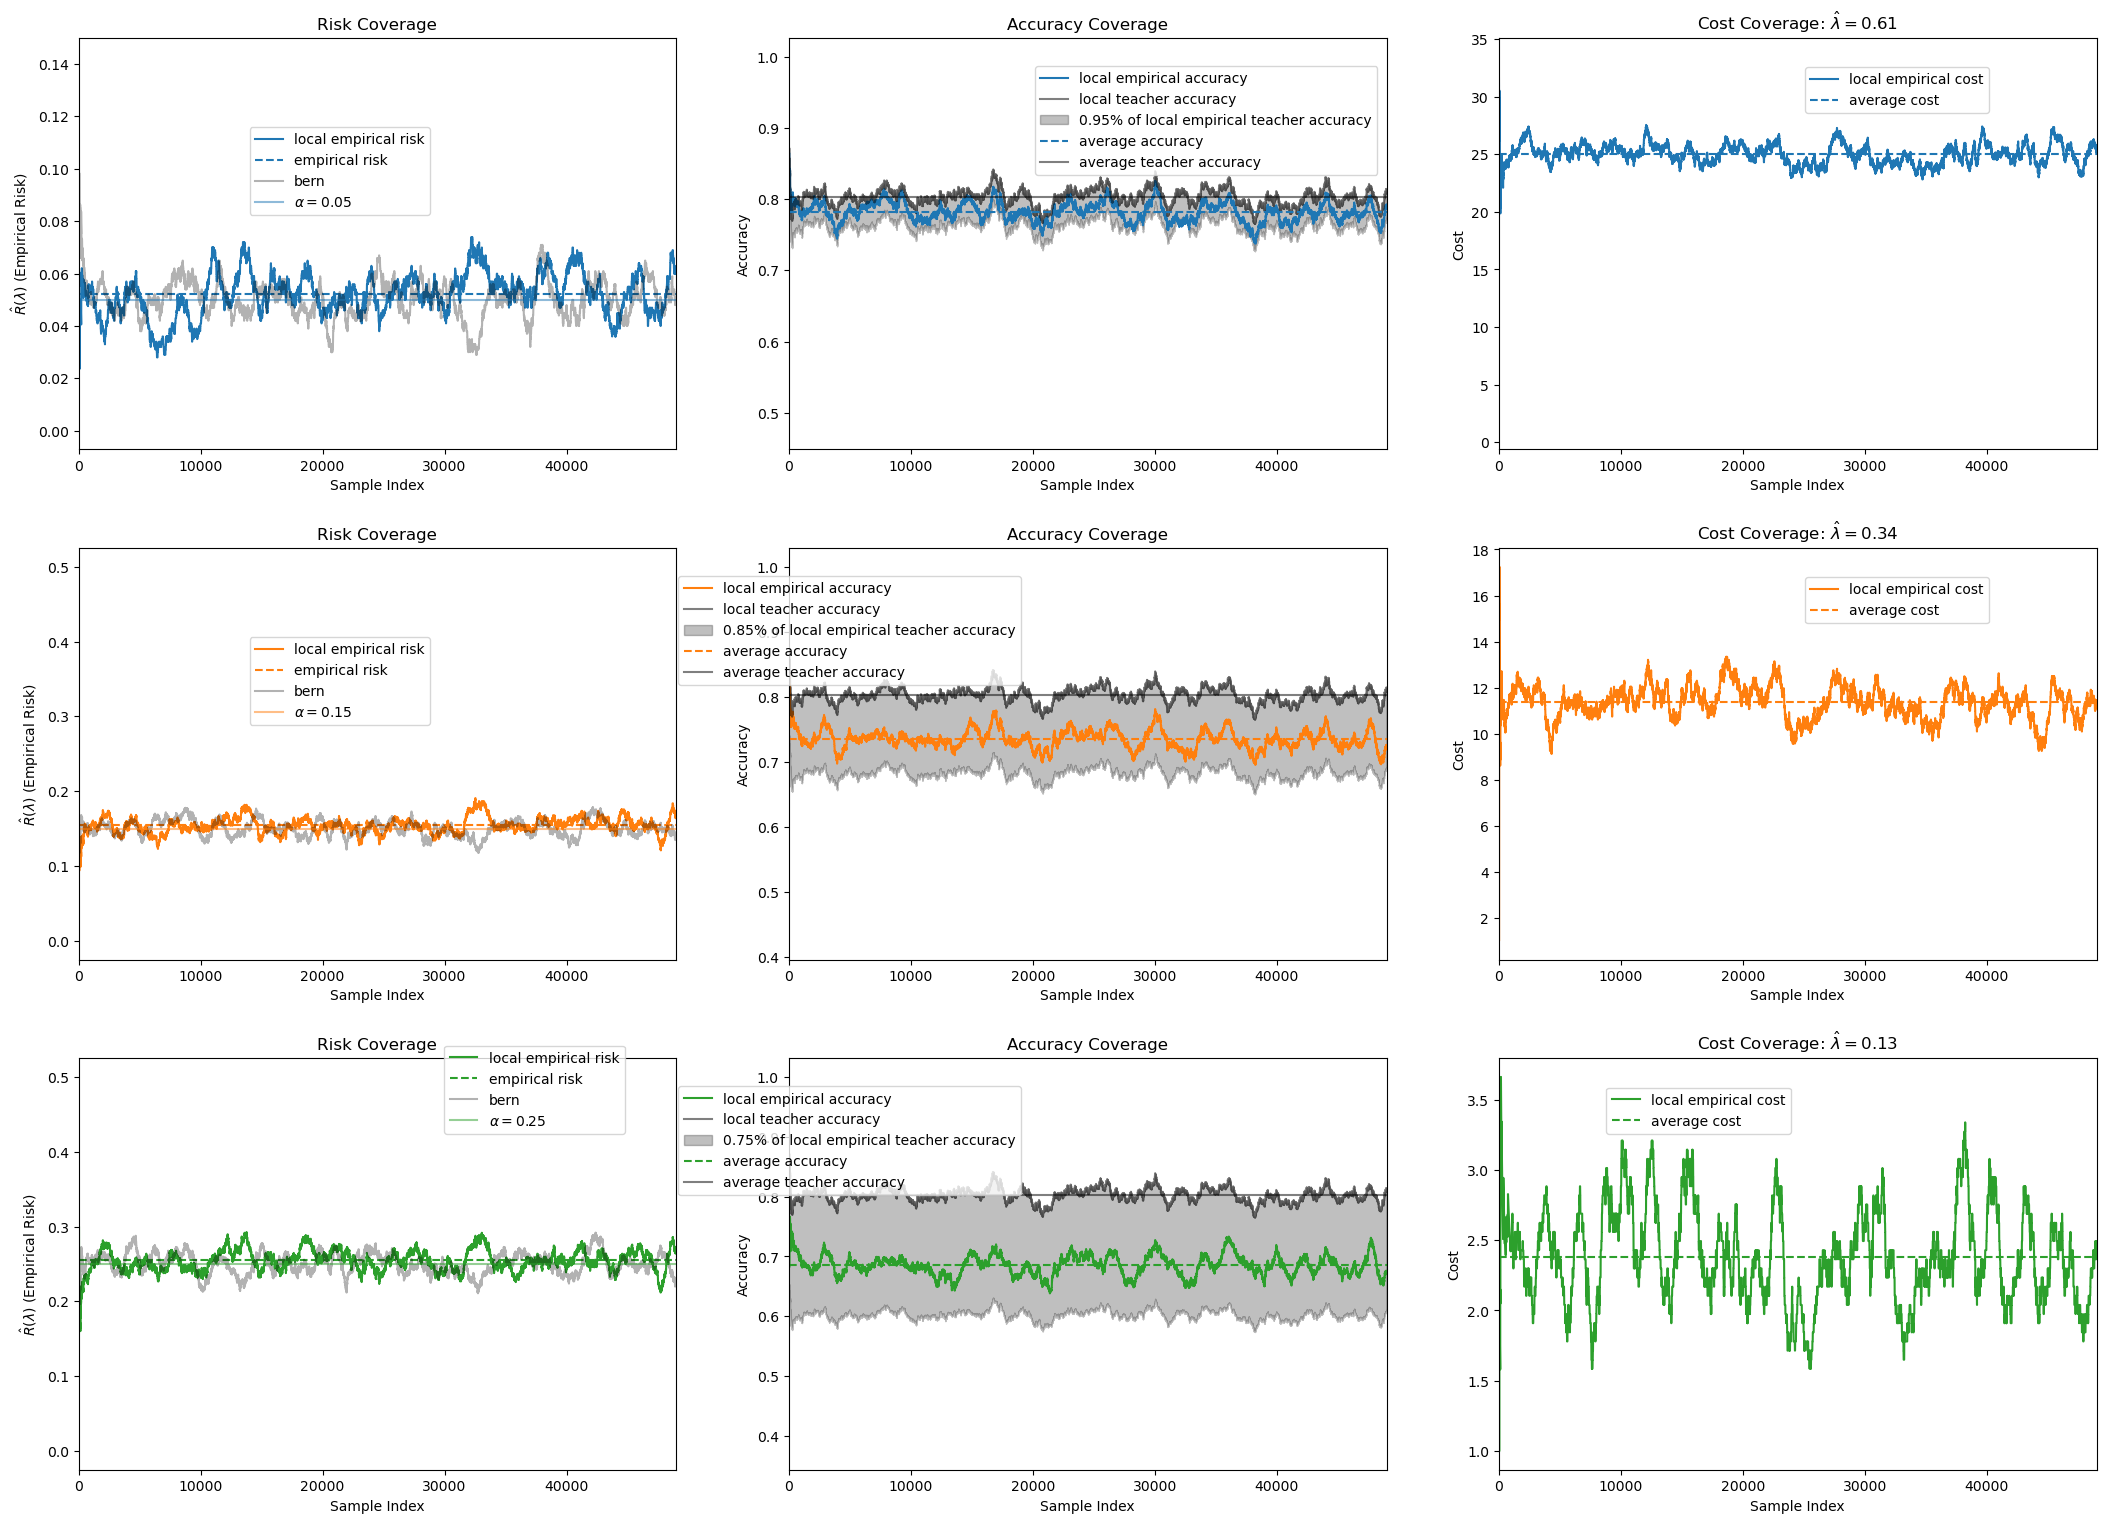 Risk Coverage
0.14
0.12
0.10
0.08
0.06
0.04
0.02
0.00
R̂(λ) (Empirical Risk)
local empirical risk
empirical risk
bern
α = 0.05
0
10000
20000
30000
40000
Sample Index
Accuracy Coverage
1.0
0.9
0.8
0.7
0.6
0.5
Accuracy
local empirical accuracy
local teacher accuracy
0.95% of local empirical teacher accuracy
average accuracy
average teacher accuracy
0
10000
20000
30000
40000
Sample Index
Cost Coverage: λ̂ = 0.61
35
30
25
20
15
10
5
0
Cost
local empirical cost
average cost
0
10000
20000
30000
40000
Sample Index
Risk Coverage
0.5
0.4
0.3
0.2
0.1
0.0
R̂(λ) (Empirical Risk)
local empirical risk
empirical risk
bern
α = 0.15
0
10000
20000
30000
40000
Sample Index
Accuracy Coverage
1.0
0.8
0.7
0.6
0.5
0.4
Accuracy
local empirical accuracy
local teacher accuracy
0.85% of local empirical teacher accuracy
average accuracy
average teacher accuracy
0
10000
20000
30000
40000
Sample Index
Cost Coverage: λ̂ = 0.34
18
16
14
12
10
8
6
4
2
Cost
local empirical cost
average cost
0
10000
20000
30000
40000
Sample Index
Risk Coverage
0.5
0.4
0.3
0.2
0.1
0.0
R̂(λ) (Empirical Risk)
local empirical risk
empirical risk
bern
α = 0.25
0
10000
20000
30000
40000
Sample Index
Accuracy Coverage
1.0
0.8
0.7
0.6
0.5
0.4
Accuracy
local empirical accuracy
local teacher accuracy
0.75% of local empirical teacher accuracy
average accuracy
average teacher accuracy
0
10000
20000
30000
40000
Sample Index
Cost Coverage: λ̂ = 0.13
3.5
3.0
2.5
2.0
1.5
1.0
Cost
local empirical cost
average cost
0
10000
20000
30000
40000
Sample Index